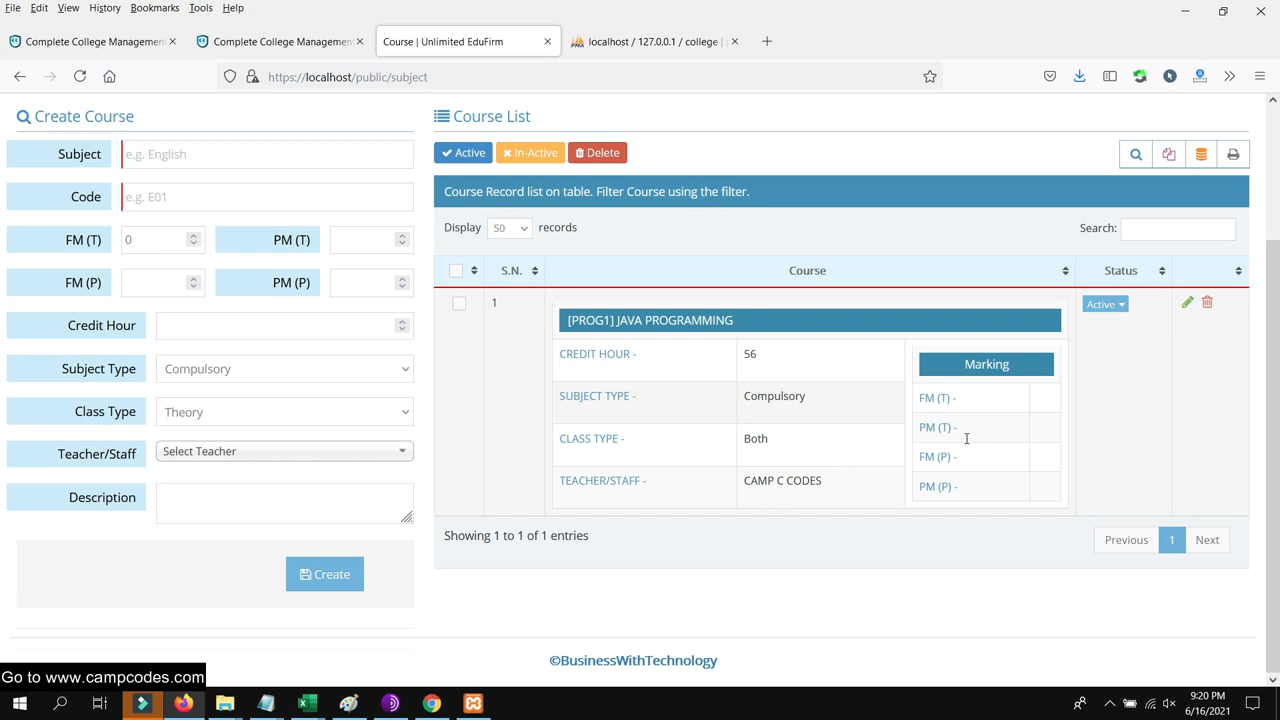 File Edit View History Bookmarks Tools Help
Complete College Management Complete College Management Course | Unlimited EduFirm localhost / 127.0.0.1 / college |
https://localhost/public/subject
Create Course
Course List
Subject e.g. English
Active In-Active Delete
Code e.g. E01
Course Record list on table. Filter Course using the filter.
FM (T) 0 PM (T)
Display 50 records Search:
FM (P) PM (P)
S.N. Course Status
Credit Hour
1 [PROG1] JAVA PROGRAMMING Active
Subject Type Compulsory
CREDIT HOUR - 56 Marking
SUBJECT TYPE - Compulsory FM (T) -
Class Type Theory
CLASS TYPE - Both PM (T) -
Teacher/Staff Select Teacher
FM (P) -
TEACHER/STAFF - CAMP C CODES PM (P) -
Description
Showing 1 to 1 of 1 entries Previous 1 Next
Create
©BusinessWithTechnology
Go to www.campcodes.com
9:20 PM
6/16/2021